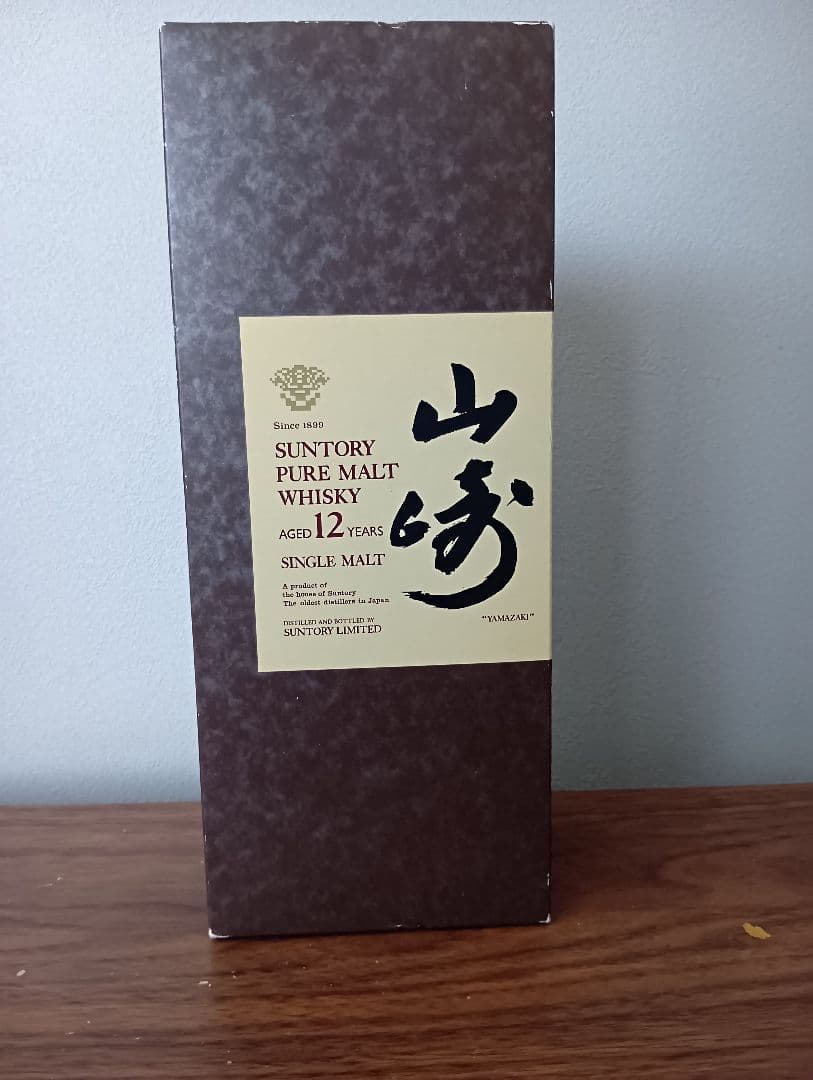 Since 1899
SUNTORY
PURE MALT
WHISKY
AGED 12 YEARS
SINGLE MALT
A product of
the house of Suntory
The oldest distillers in Japan
DISTILLED AND BOTTLED BY
SUNTORY LIMITED
山崎
"YAMAZAKI"